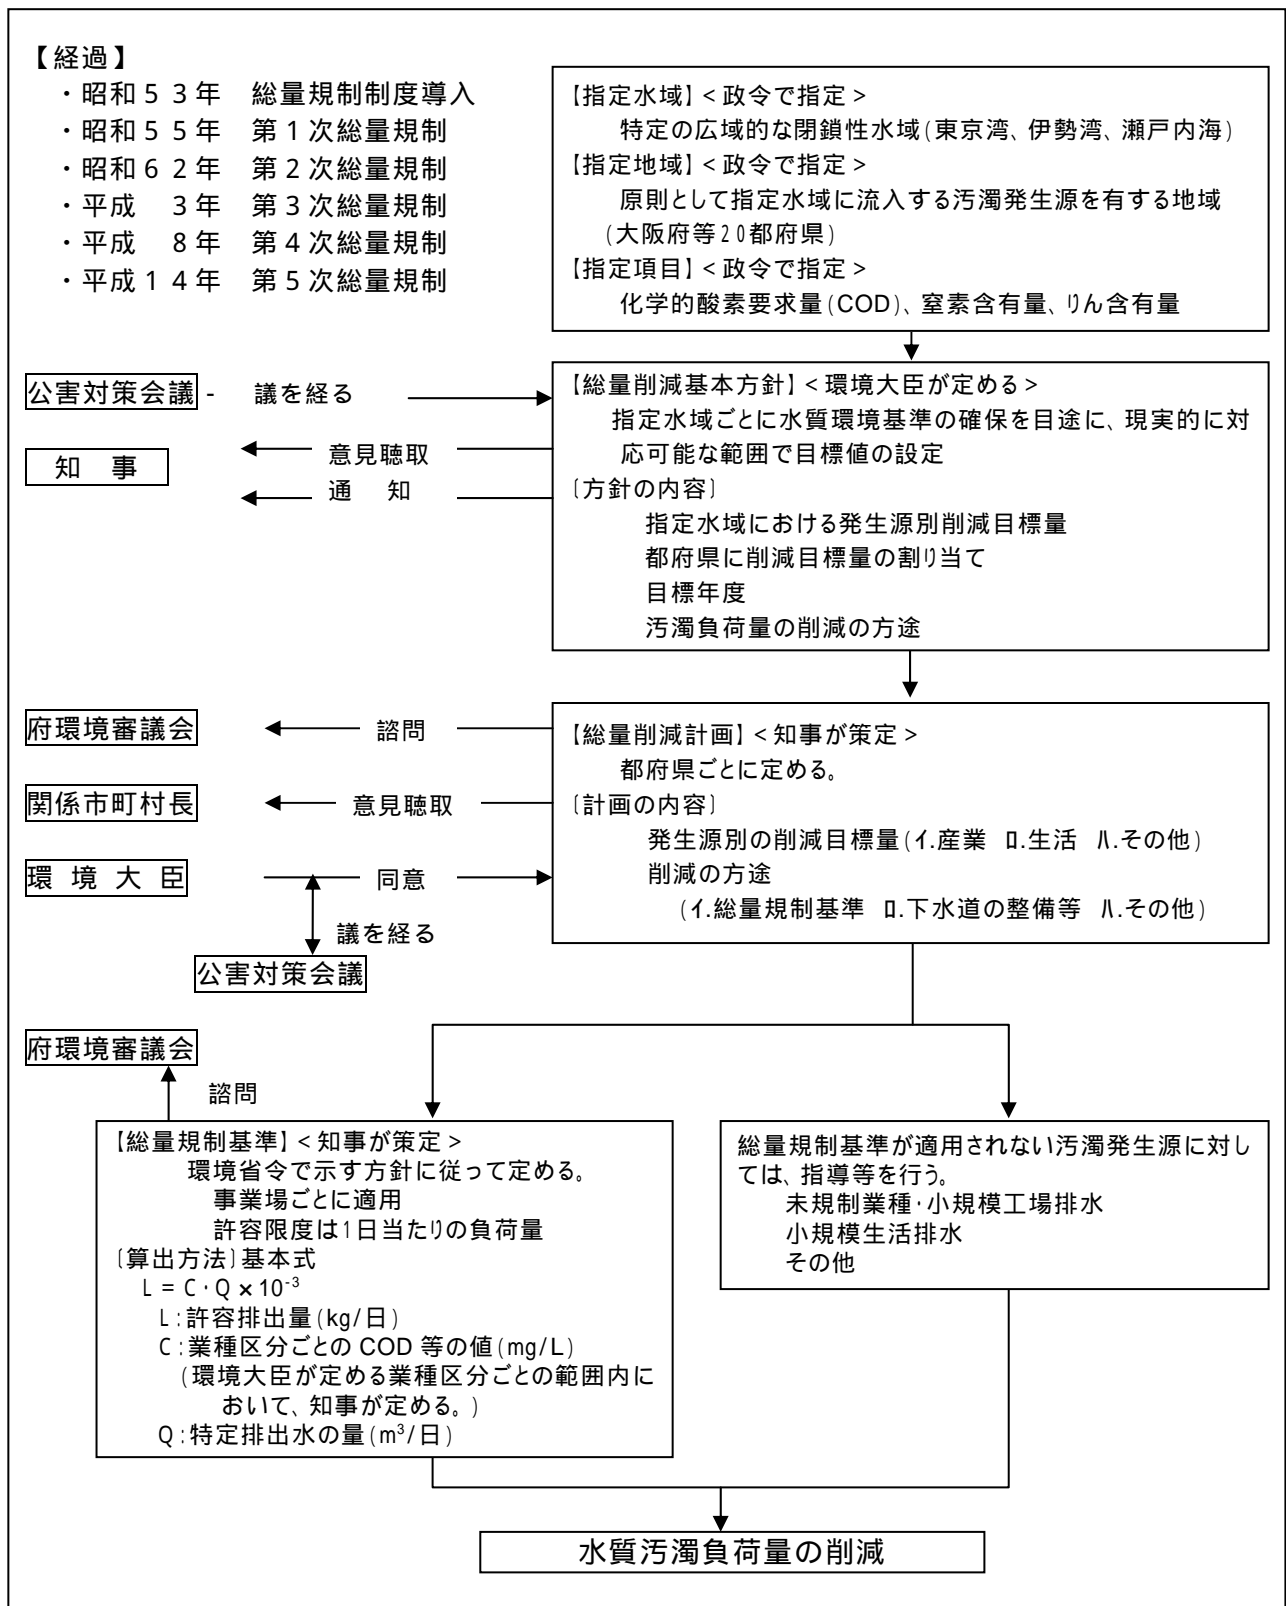 【経過】
・昭和５３年　総量規制制度導入
・昭和５５年　第１次総量規制
・昭和６２年　第２次総量規制
・平成　３年　第３次総量規制
・平成　８年　第４次総量規制
・平成１４年　第５次総量規制
【指定水域】＜政令で指定＞
特定の広域的な閉鎖性水域(東京湾、伊勢湾、瀬戸内海)
【指定地域】＜政令で指定＞
原則として指定水域に流入する汚濁発生源を有する地域
(大阪府等20都府県)
【指定項目】＜政令で指定＞
化学的酸素要求量(COD)、窒素含有量、りん含有量
公害対策会議 -　議を経る
知　事
意見聴取
通　知
【総量削減基本方針】＜環境大臣が定める＞
指定水域ごとに水質環境基準の確保を目途に、現実的に対
応可能な範囲で目標値の設定
〔方針の内容〕
指定水域における発生源別削減目標量
都府県に削減目標量の割り当て
目標年度
汚濁負荷量の削減の方途
府環境審議会　諮問
関係市町村長　意見聴取
環 境 大 臣　同意
議を経る
公害対策会議
【総量削減計画】＜知事が策定＞
都府県ごとに定める。
〔計画の内容〕
発生源別の削減目標量(ｲ.産業　ﾛ.生活　ﾊ.その他)
削減の方途
(ｲ.総量規制基準　ﾛ.下水道の整備等　ﾊ.その他)
府環境審議会
諮問
【総量規制基準】＜知事が策定＞
環境省令で示す方針に従って定める。
事業場ごとに適用
許容限度は1日当たりの負荷量
〔算出方法〕基本式
L = C・Q × 10⁻³
L:許容排出量(kg/日)
C:業種区分ごとの COD 等の値(mg/L)
(環境大臣が定める業種区分ごとの範囲内に
おいて、知事が定める。)
Q:特定排出水の量(m³/日)
総量規制基準が適用されない汚濁発生源に対し
ては、指導等を行う。
未規制業種・小規模工場排水
小規模生活排水
その他
水質汚濁負荷量の削減